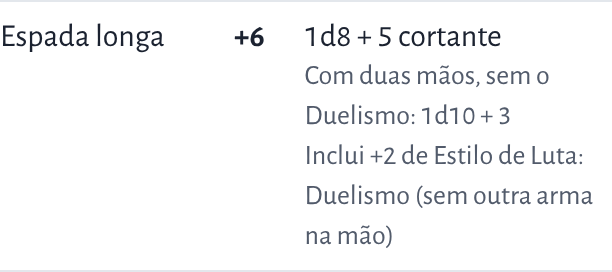 Espada longa +6 1d8 + 5 cortante
Com duas mãos, sem o
Duelismo: 1d10 + 3
Inclui +2 de Estilo de Luta:
Duelismo (sem outra arma
na mão)